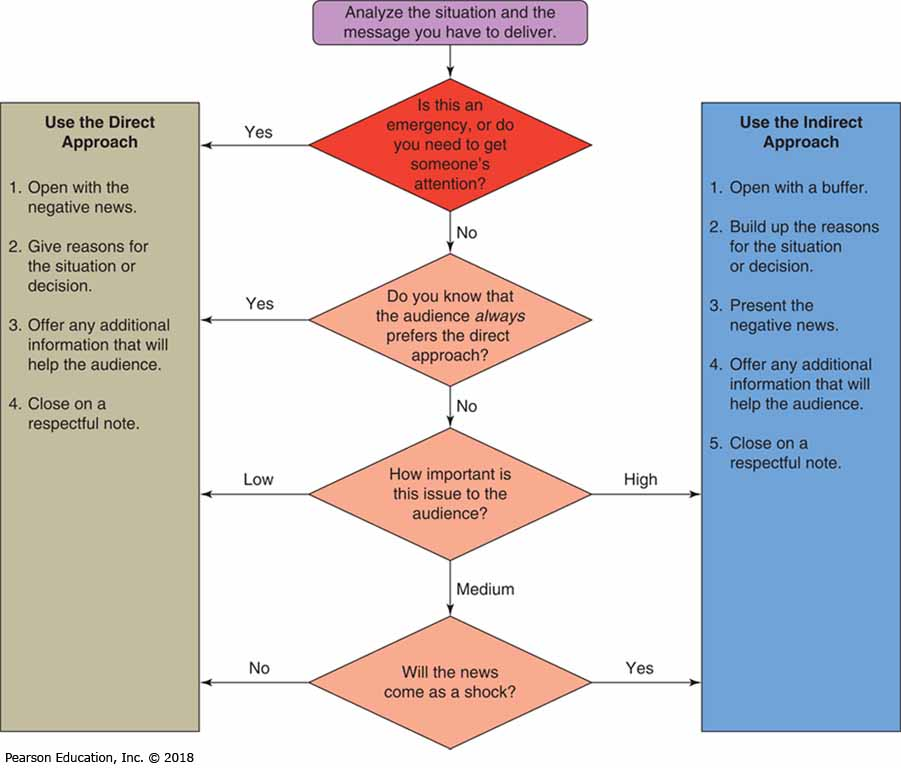 Analyze the situation and the
message you have to deliver.
Use the Direct
Approach
1. Open with the
negative news.
2. Give reasons for
the situation or
decision.
3. Offer any additional
information that will
help the audience.
4. Close on a
respectful note.
Is this an
emergency, or do
you need to get
someone's
attention?
Yes
No
Do you know that
the audience always
prefers the direct
approach?
Yes
No
How important is
this issue to the
audience?
Low
High
Medium
Will the news
come as a shock?
No
Yes
Use the Indirect
Approach
1. Open with a buffer.
2. Build up the reasons
for the situation
or decision.
3. Present the
negative news.
4. Offer any additional
information that will
help the audience.
5. Close on a
respectful note.
Pearson Education, Inc. © 2018